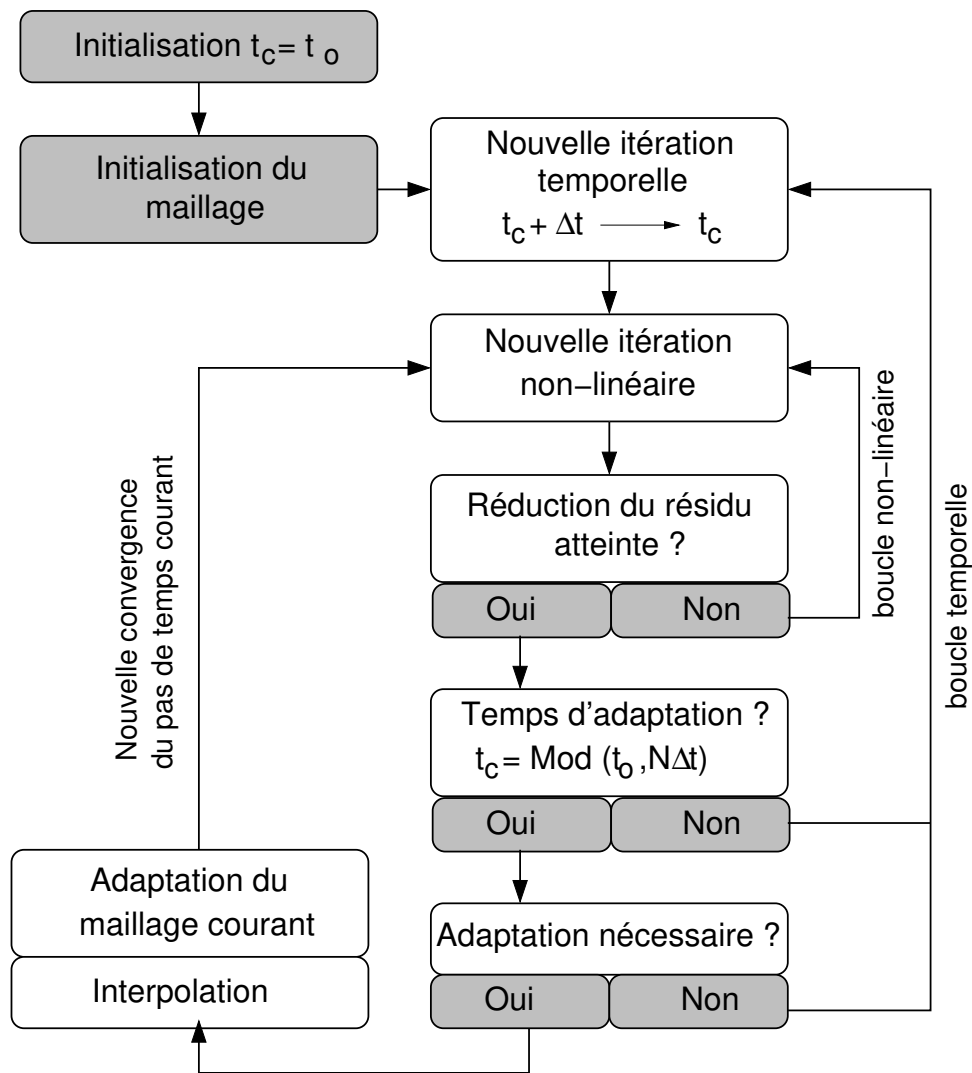 Initialisation t_c = t_o
Initialisation du
maillage
Nouvelle itération
temporelle
t_c + Δt ⟶ t_c
Nouvelle itération
non−linéaire
Réduction du résidu
atteinte ?
Oui
Non
Temps d'adaptation ?
t_c = Mod (t_o ,NΔt)
Oui
Non
Adaptation nécessaire ?
Oui
Non
Adaptation du
maillage courant
Interpolation
Nouvelle convergence
du pas de temps courant
boucle non−linéaire
boucle temporelle